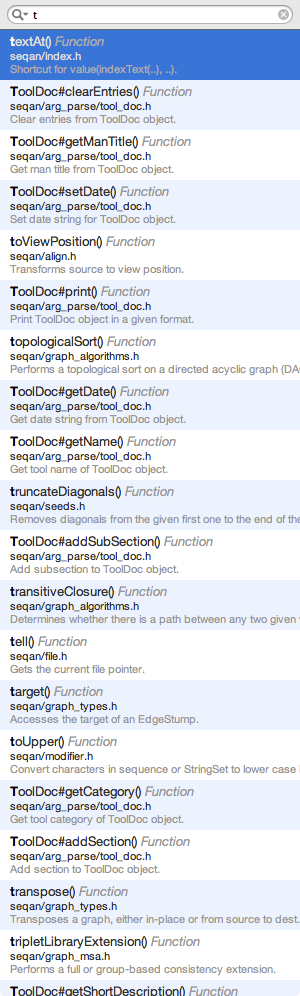 t
textAt() Function
seqan/index.h
Shortcut for value(indexText(..), ..).
ToolDoc#clearEntries() Function
seqan/arg_parse/tool_doc.h
Clear entries from ToolDoc object.
ToolDoc#getManTitle() Function
seqan/arg_parse/tool_doc.h
Get man title from ToolDoc object.
ToolDoc#setDate() Function
seqan/arg_parse/tool_doc.h
Set date string for ToolDoc object.
toViewPosition() Function
seqan/align.h
Transforms source to view position.
ToolDoc#print() Function
seqan/arg_parse/tool_doc.h
Print ToolDoc object in a given format.
topologicalSort() Function
seqan/graph_algorithms.h
Performs a topological sort on a directed acyclic graph (DAG
ToolDoc#getDate() Function
seqan/arg_parse/tool_doc.h
Get date string from ToolDoc object.
ToolDoc#getName() Function
seqan/arg_parse/tool_doc.h
Get tool name of ToolDoc object.
truncateDiagonals() Function
seqan/seeds.h
Removes diagonals from the given first one to the end of the
ToolDoc#addSubSection() Function
seqan/arg_parse/tool_doc.h
Add subsection to ToolDoc object.
transitiveClosure() Function
seqan/graph_algorithms.h
Determines whether there is a path between any two given
tell() Function
seqan/file.h
Gets the current file pointer.
target() Function
seqan/graph_types.h
Accesses the target of an EdgeStump.
toUpper() Function
seqan/modifier.h
Convert characters in sequence or StringSet to lower case
ToolDoc#getCategory() Function
seqan/arg_parse/tool_doc.h
Get tool category of ToolDoc object.
ToolDoc#addSection() Function
seqan/arg_parse/tool_doc.h
Add section to ToolDoc object.
transpose() Function
seqan/graph_types.h
Transposes a graph, either in-place or from source to dest.
tripletLibraryExtension() Function
seqan/graph_msa.h
Performs a full or group-based consistency extension.
ToolDoc#getShortDescription() Function